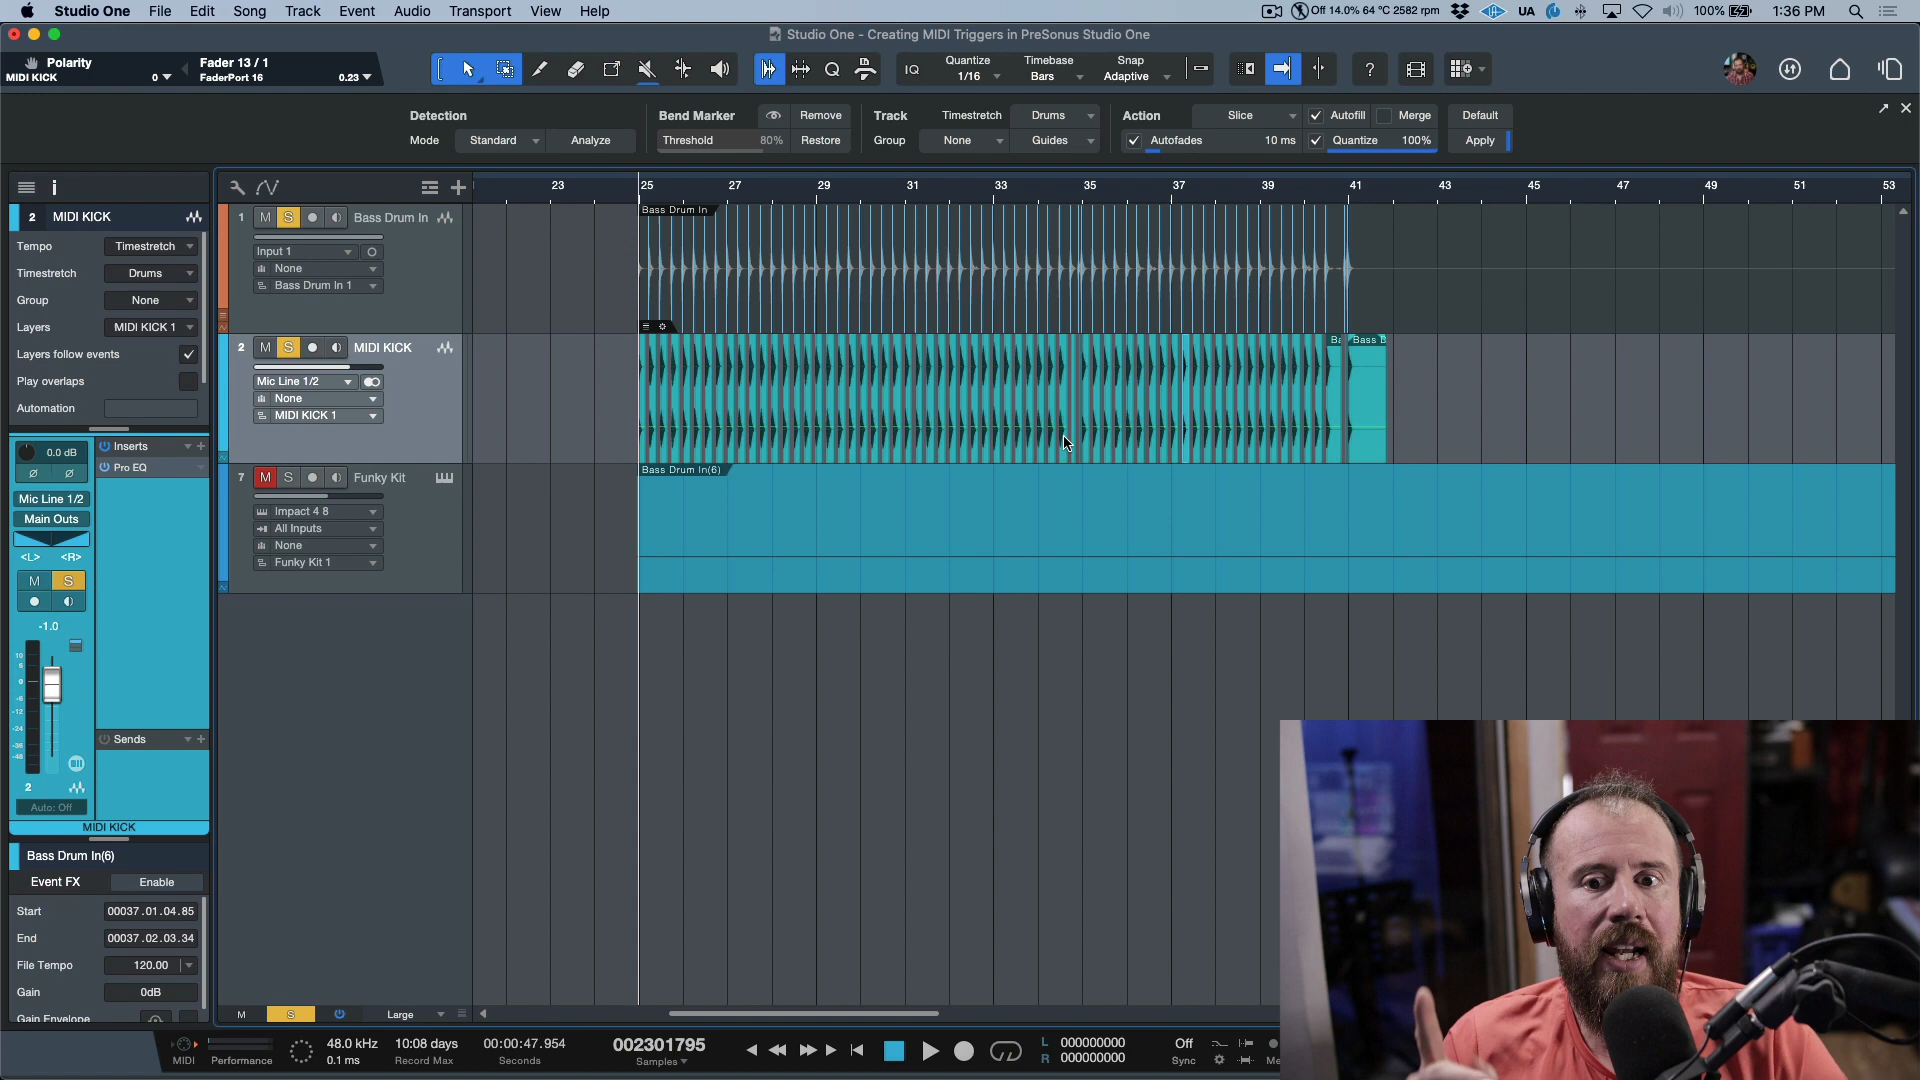 Studio One File Edit Song Track Event Audio Transport View Help
Off 14.0% 64 °C 2582 rpm UA 100% 1:36 PM
Studio One - Creating MIDI Triggers in PreSonus Studio One
Polarity
MIDI KICK 0
Fader 13 / 1
FaderPort 16 0.23
IQ
Quantize
1/16
Timebase
Bars
Snap
Adaptive
?
Detection
Mode Standard Analyze
Bend Marker Remove
Threshold 80% Restore
Track Timestretch Drums
Group None Guides
Action Slice Autofill Merge
Autofades 10 ms Quantize 100%
Default
Apply
i
23 25 27 29 31 33 35 37 39 41 43 45 47 49 51 53
2 MIDI KICK
Tempo Timestretch
Timestretch Drums
Group None
Layers MIDI KICK 1
Layers follow events
Play overlaps
Automation
0.0 dB
Inserts
Pro EQ
Mic Line 1/2
Main Outs
<L> <R>
M S
-1.0
10
6
0
-6
-12
-24
-36
-48
Sends
2
Auto: Off
MIDI KICK
Bass Drum In(6)
Event FX Enable
Start 00037.01.04.85
End 00037.02.03.34
File Tempo 120.00
Gain 0dB
Gain Envelope
1 M S Bass Drum In
Input 1
None
Bass Drum In 1
Bass Drum In
2 M S MIDI KICK
Mic Line 1/2
None
MIDI KICK 1
Ba Bass D
7 M S Funky Kit
Impact 4 8
All Inputs
None
Funky Kit 1
Bass Drum In(6)
M S Large
MIDI
Performance
48.0 kHz
0.1 ms
10:08 days
Record Max
00:00:47.954
Seconds
002301795
Samples
L 000000000
R 000000000
Off
Sync
Me